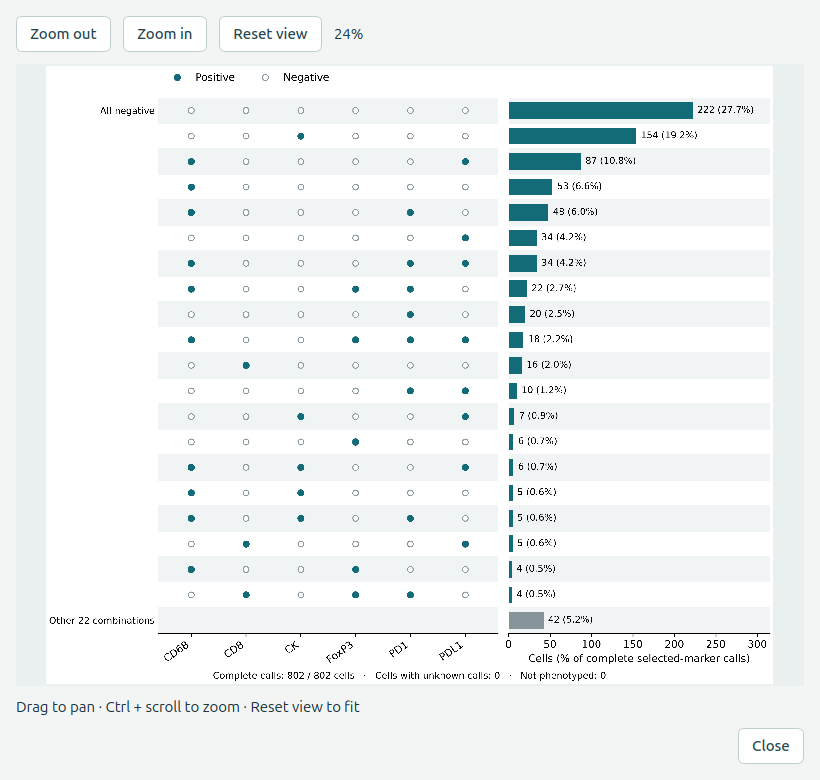 Zoom out Zoom in Reset view 24%
Positive Negative
All negative 222 (27.7%)
154 (19.2%)
87 (10.8%)
53 (6.6%)
48 (6.0%)
34 (4.2%)
34 (4.2%)
22 (2.7%)
20 (2.5%)
18 (2.2%)
16 (2.0%)
10 (1.2%)
7 (0.9%)
6 (0.7%)
6 (0.7%)
5 (0.6%)
5 (0.6%)
5 (0.6%)
4 (0.5%)
4 (0.5%)
Other 22 combinations 42 (5.2%)
CD68 CD8 CK FoxP3 PD1 PDL1 0 50 100 150 200 250 300
Cells (% of complete selected-marker calls)
Complete calls: 802 / 802 cells · Cells with unknown calls: 0 · Not phenotyped: 0
Drag to pan · Ctrl + scroll to zoom · Reset view to fit
Close